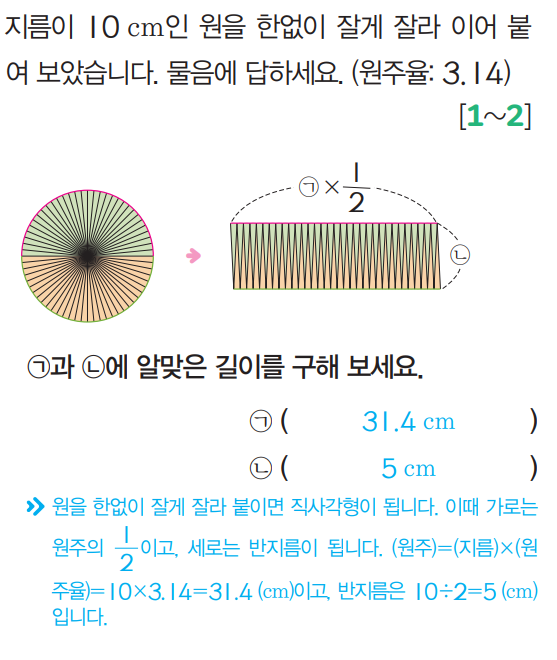 지름이 10 cm인 원을 한없이 잘게 잘라 이어 붙
여 보았습니다. 물음에 답하세요. (원주율: 3.14)
[1~2]
㉠×1/2
㉡
㉠과 ㉡에 알맞은 길이를 구해 보세요.
㉠ ( 31.4 cm )
㉡ ( 5 cm )
≫ 원을 한없이 잘게 잘라 붙이면 직사각형이 됩니다. 이때 가로는
원주의 1/2이고, 세로는 반지름이 됩니다. (원주)=(지름)×(원
주율)=10×3.14=31.4 (cm)이고, 반지름은 10÷2=5 (cm)
입니다.